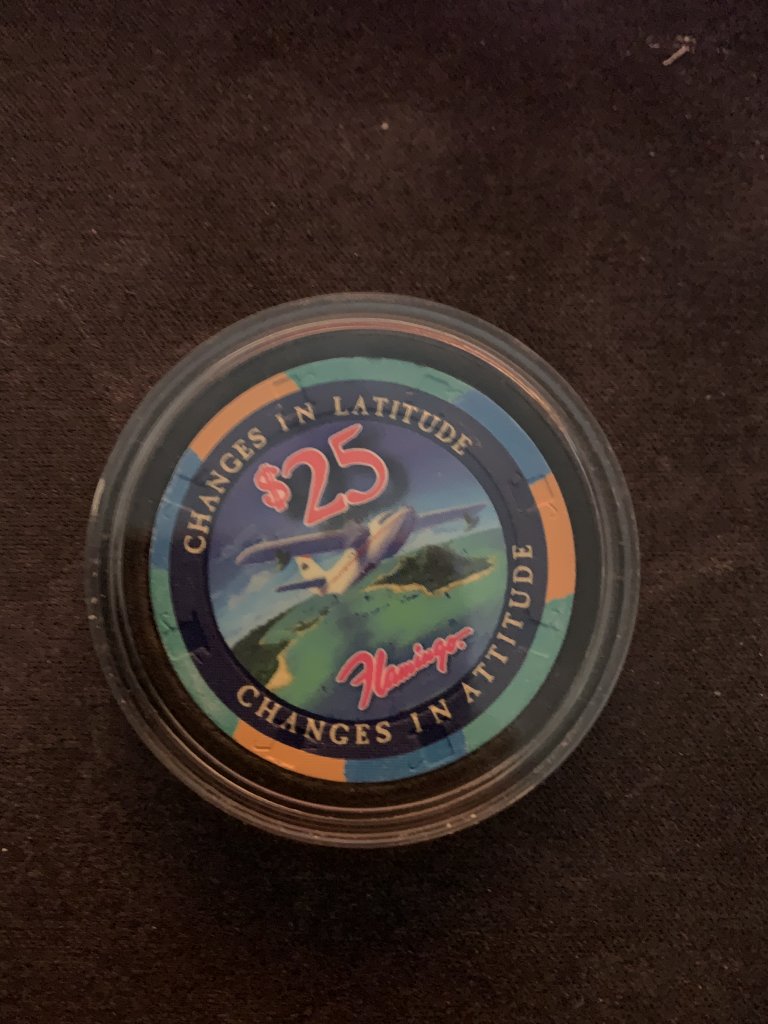 CHANGES IN LATITUDE
$25
Flamingo
CHANGES IN ATTITUDE